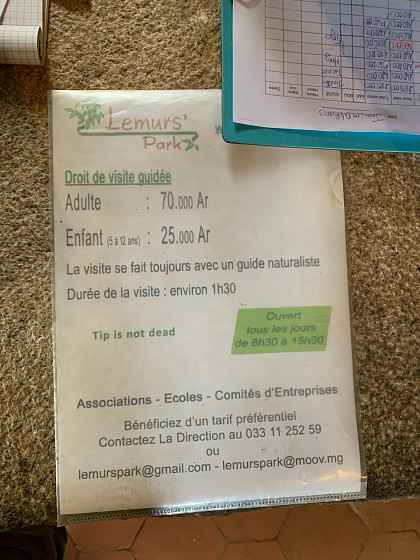 Lemurs'
Park
Droit de visite guidée
Adulte : 70.000 Ar
Enfant (5 à 12 ans) : 25.000 Ar
La visite se fait toujours avec un guide naturaliste
Durée de la visite : environ 1h30
Tip is not dead
Ouvert
tous les jours
de 8h30 à 15h30
Associations - Ecoles - Comités d'Entreprises
Bénéficiez d'un tarif préférentiel
Contactez La Direction au 033 11 252 59
ou
lemurspark@gmail.com - lemurspark@moov.mg